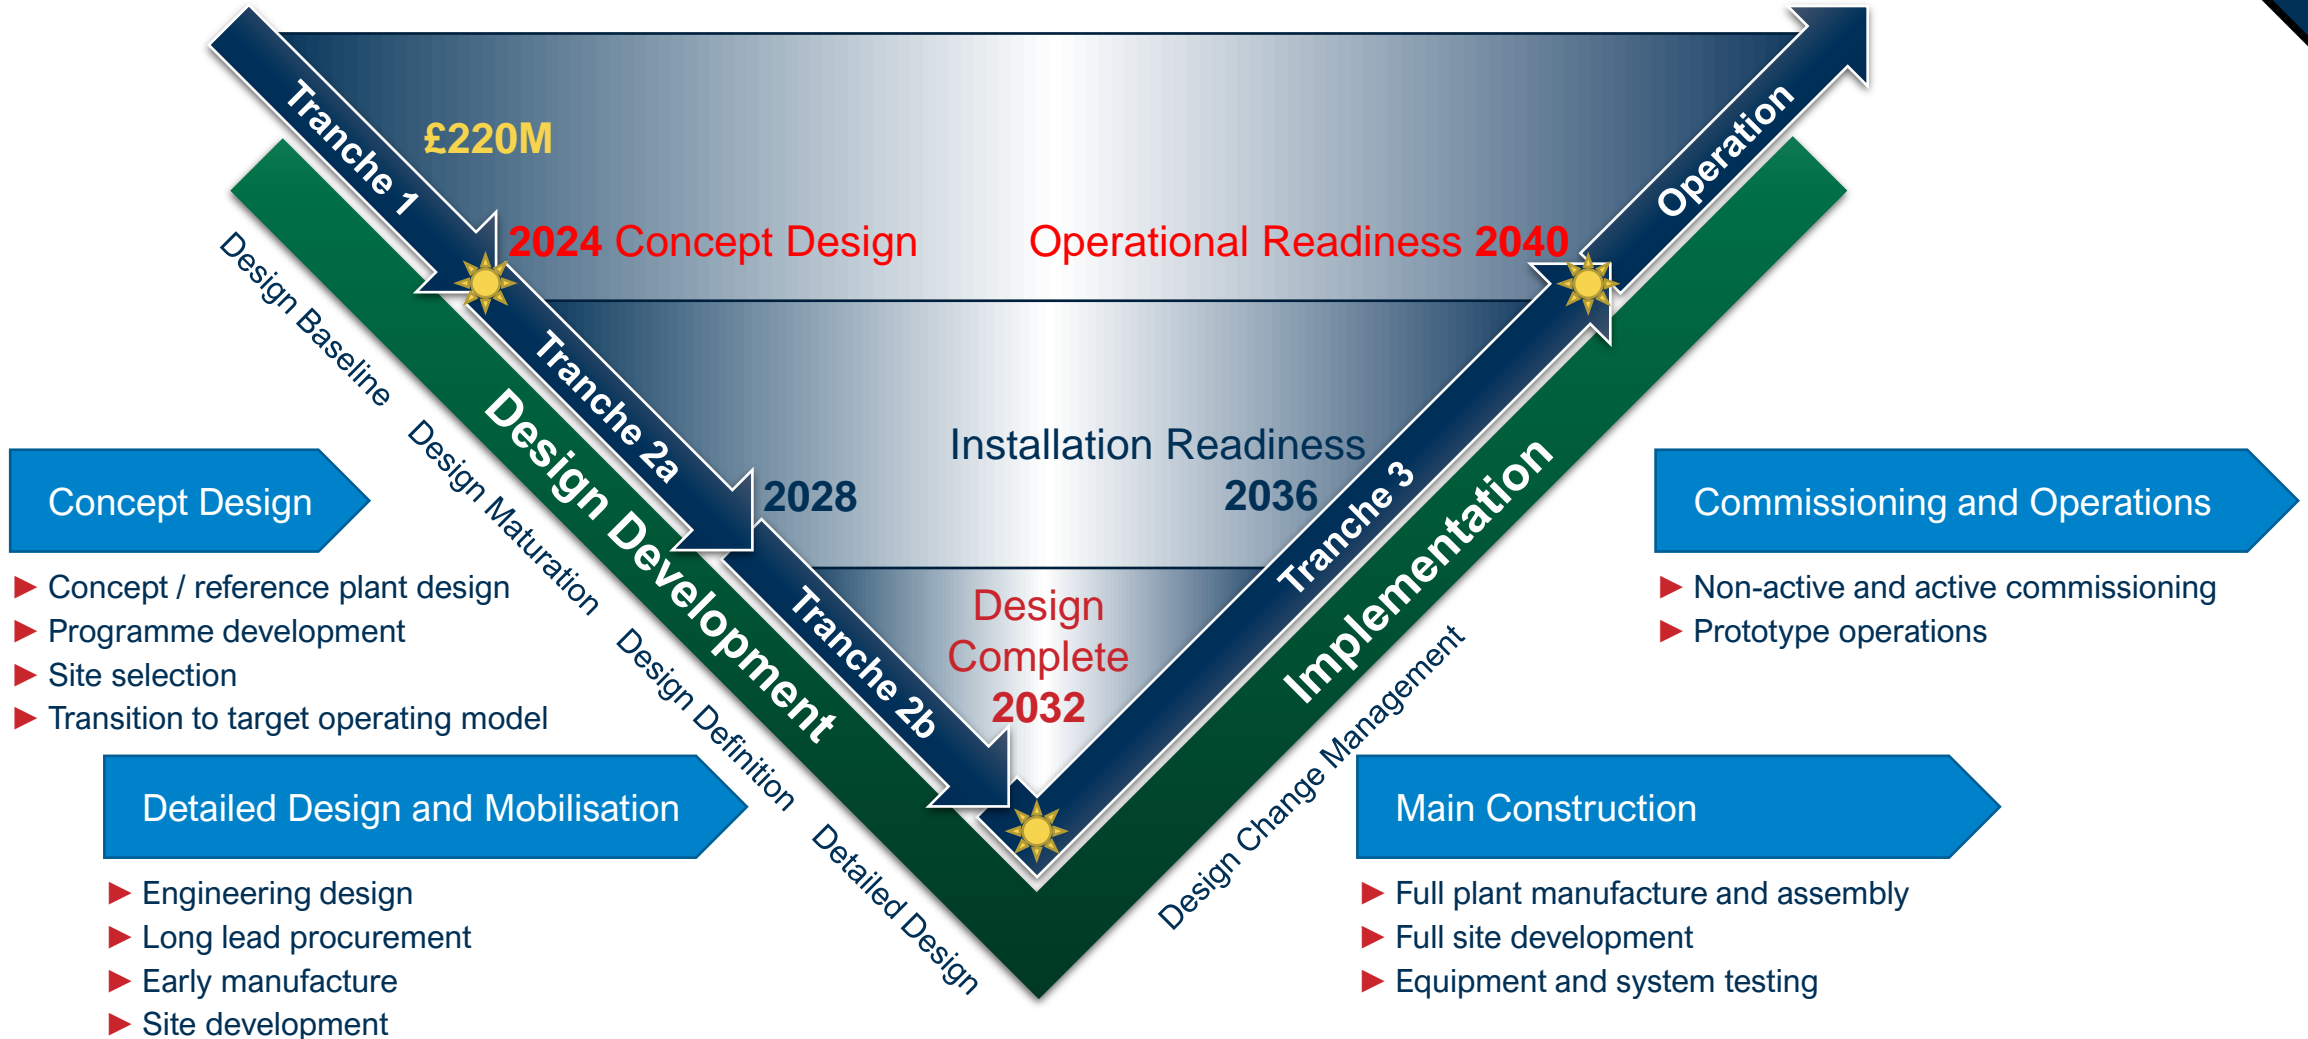 Tranche 1
£220M
2024 Concept Design
Operational Readiness 2040
Operation
Design Baseline
Tranche 2a
Design Development
Design Maturation
2028
Installation Readiness
2036
Tranche 3
Implementation
Tranche 2b
Design
Complete
2032
Design Definition
Detailed Design
Design Change Management
Concept Design
► Concept / reference plant design
► Programme development
► Site selection
► Transition to target operating model
Detailed Design and Mobilisation
► Engineering design
► Long lead procurement
► Early manufacture
► Site development
Commissioning and Operations
► Non-active and active commissioning
► Prototype operations
Main Construction
► Full plant manufacture and assembly
► Full site development
► Equipment and system testing